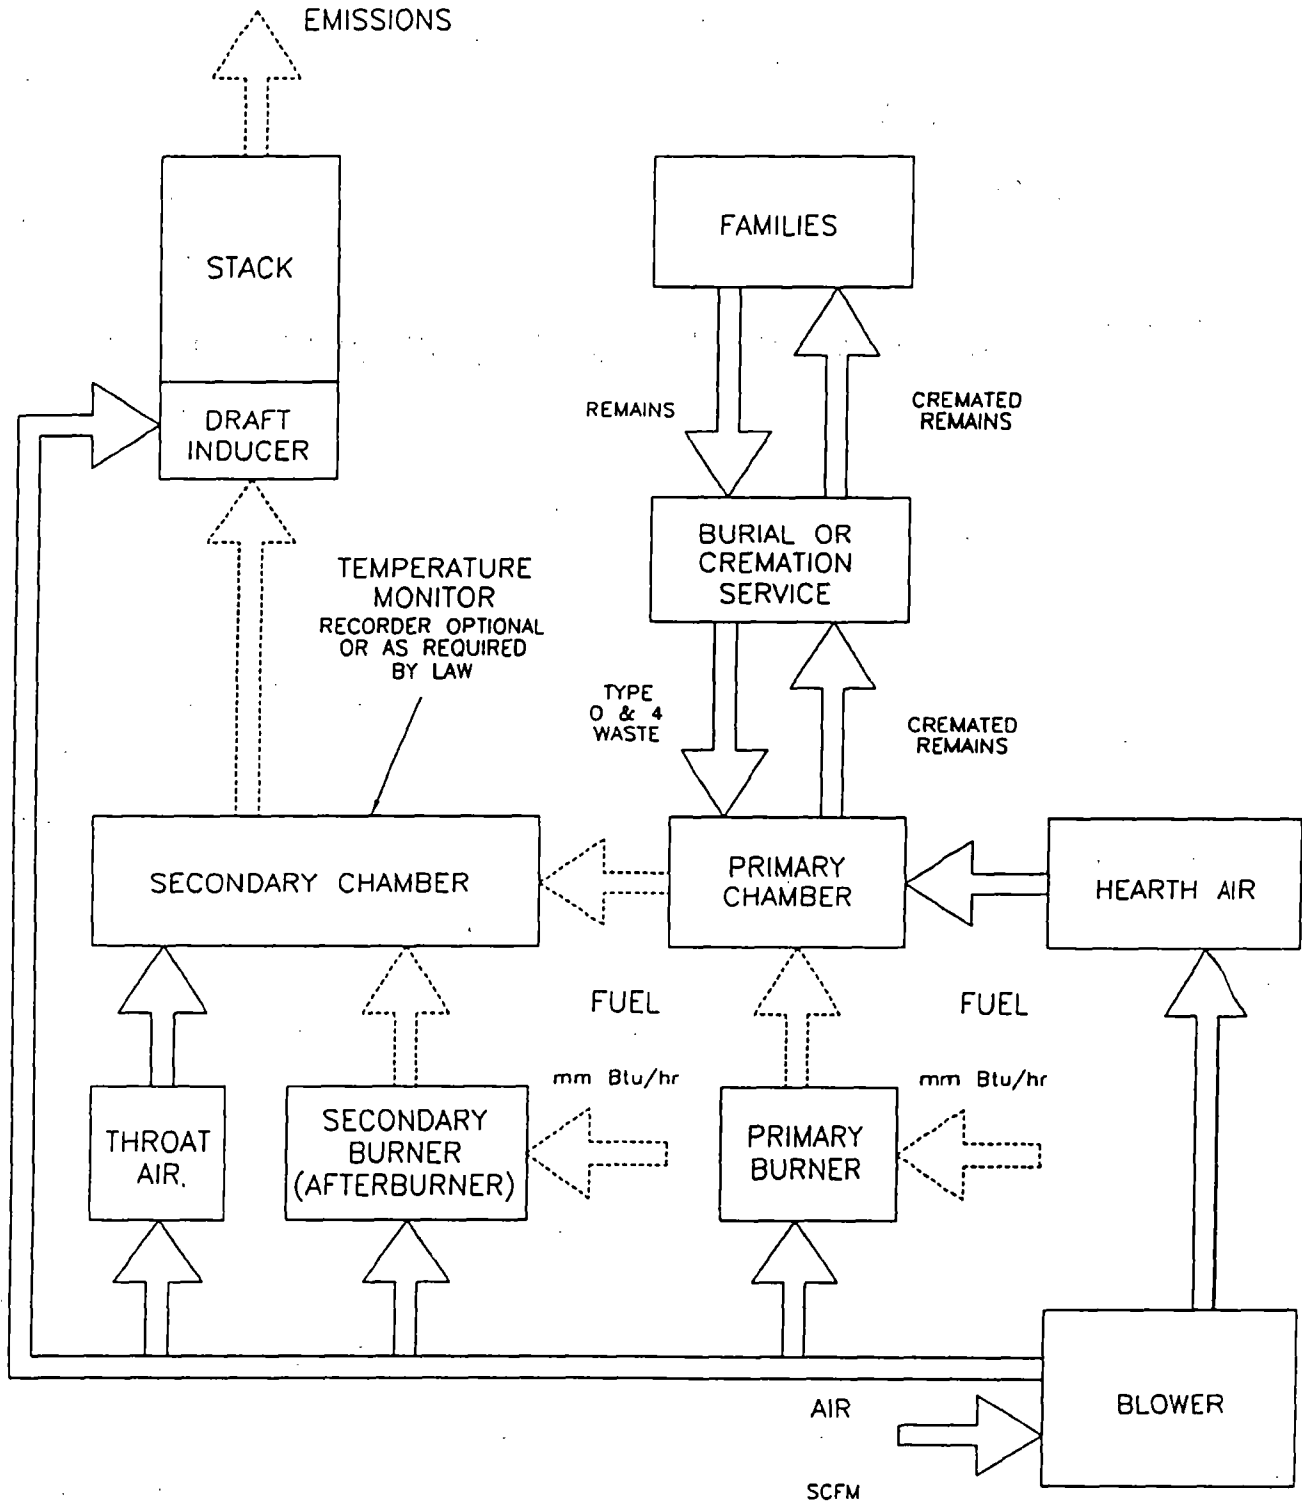 EMISSIONS
STACK
DRAFT
INDUCER
FAMILIES
REMAINS
CREMATED
REMAINS
BURIAL OR
CREMATION
SERVICE
TEMPERATURE
MONITOR
RECORDER OPTIONAL
OR AS REQUIRED
BY LAW
TYPE
0 & 4
WASTE
CREMATED
REMAINS
SECONDARY CHAMBER
PRIMARY
CHAMBER
HEARTH AIR
FUEL
FUEL
mm Btu/hr
mm Btu/hr
THROAT
AIR
SECONDARY
BURNER
(AFTERBURNER)
PRIMARY
BURNER
AIR
BLOWER
SCFM